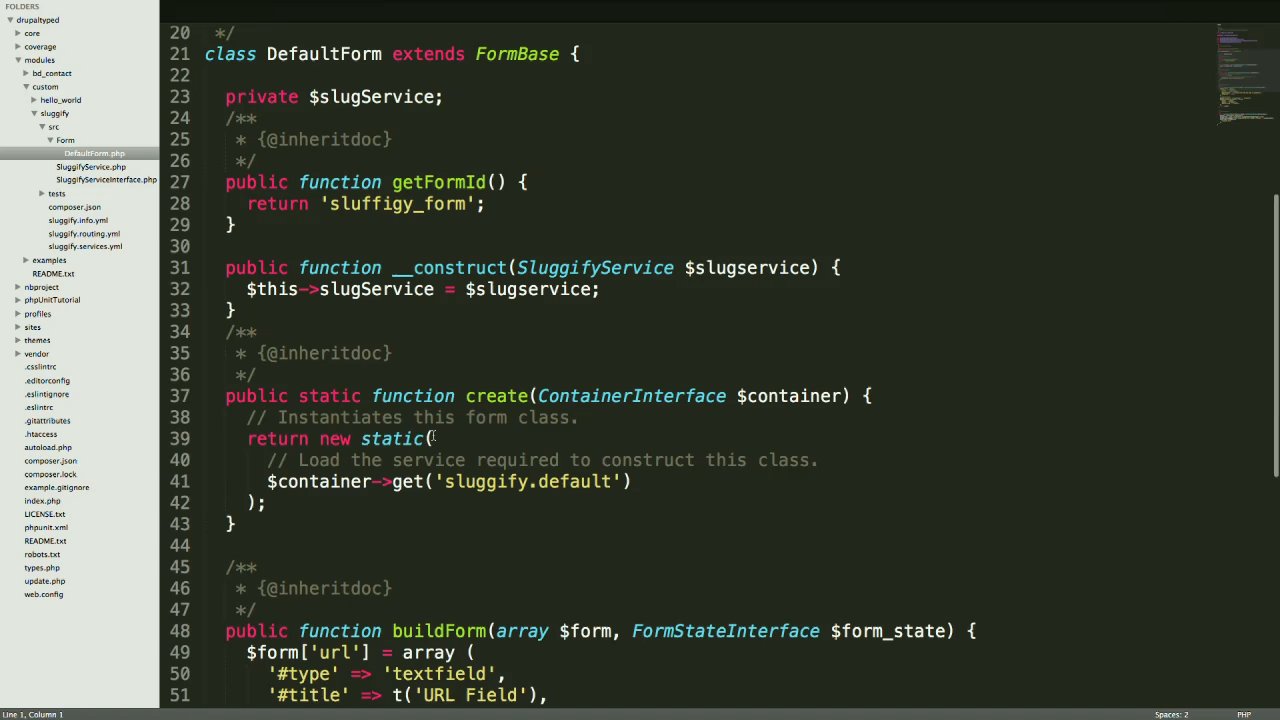 FOLDERS
drupaltyped
core
coverage
modules
bd_contact
custom
hello_world
sluggify
src
Form
DefaultForm.php
SluggifyService.php
SluggifyServiceInterface.php
tests
composer.json
sluggify.info.yml
sluggify.routing.yml
sluggify.services.yml
examples
README.txt
nbproject
phpUnitTutorial
profiles
sites
themes
vendor
.csslintrc
.editorconfig
.eslintignore
.eslintrc
.gitattributes
.htaccess
autoload.php
composer.json
composer.lock
example.gitignore
index.php
LICENSE.txt
phpunit.xml
README.txt
robots.txt
types.php
update.php
web.config
20 */
21 class DefaultForm extends FormBase {
22
23 private $slugService;
24 /**
25 * {@inheritdoc}
26 */
27 public function getFormId() {
28 return 'sluffigy_form';
29 }
30
31 public function __construct(SluggifyService $slugservice) {
32 $this->slugService = $slugservice;
33 }
34 /**
35 * {@inheritdoc}
36 */
37 public static function create(ContainerInterface $container) {
38 // Instantiates this form class.
39 return new static(
40 // Load the service required to construct this class.
41 $container->get('sluggify.default')
42 );
43 }
44
45 /**
46 * {@inheritdoc}
47 */
48 public function buildForm(array $form, FormStateInterface $form_state) {
49 $form['url'] = array (
50 '#type' => 'textfield',
51 '#title' => t('URL Field'),
Line 1, Column 1
Spaces: 2
PHP